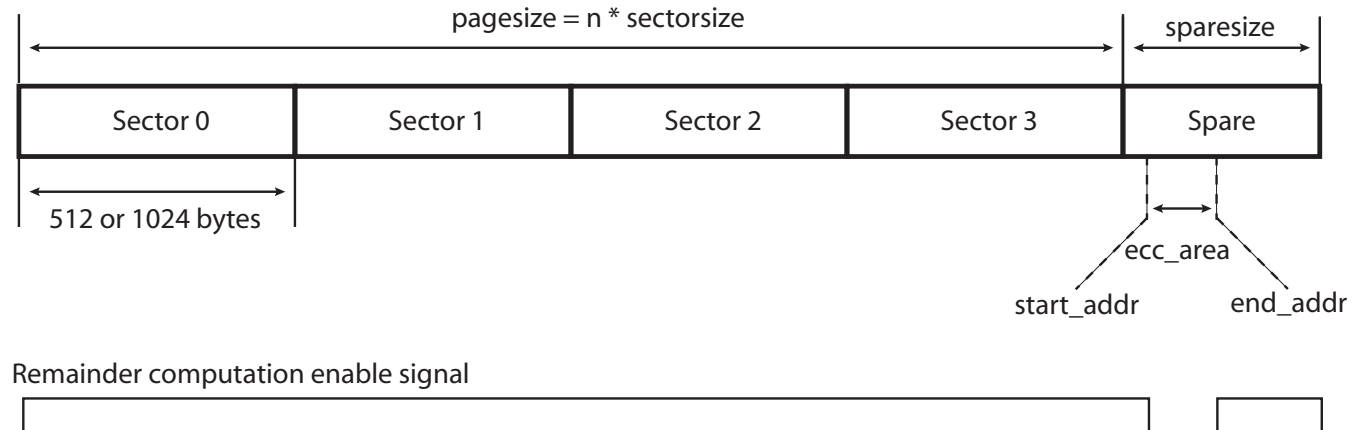 pagesize = n * sectorsize
sparesize
Sector 0
Sector 1
Sector 2
Sector 3
Spare
512 or 1024 bytes
ecc_area
start_addr
end_addr
Remainder computation enable signal